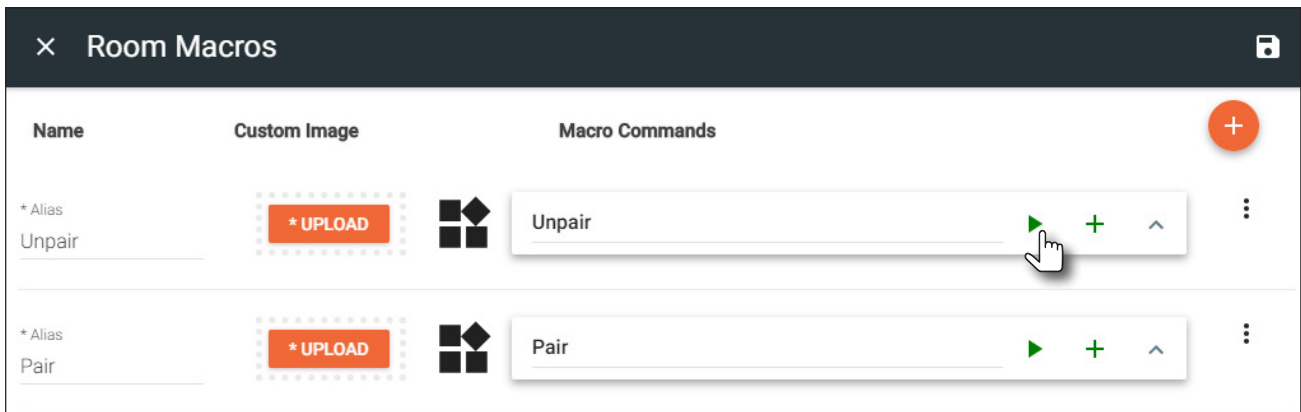 Room Macros
Name Custom Image Macro Commands
* Alias
Unpair
* UPLOAD
Unpair
* Alias
Pair
* UPLOAD
Pair